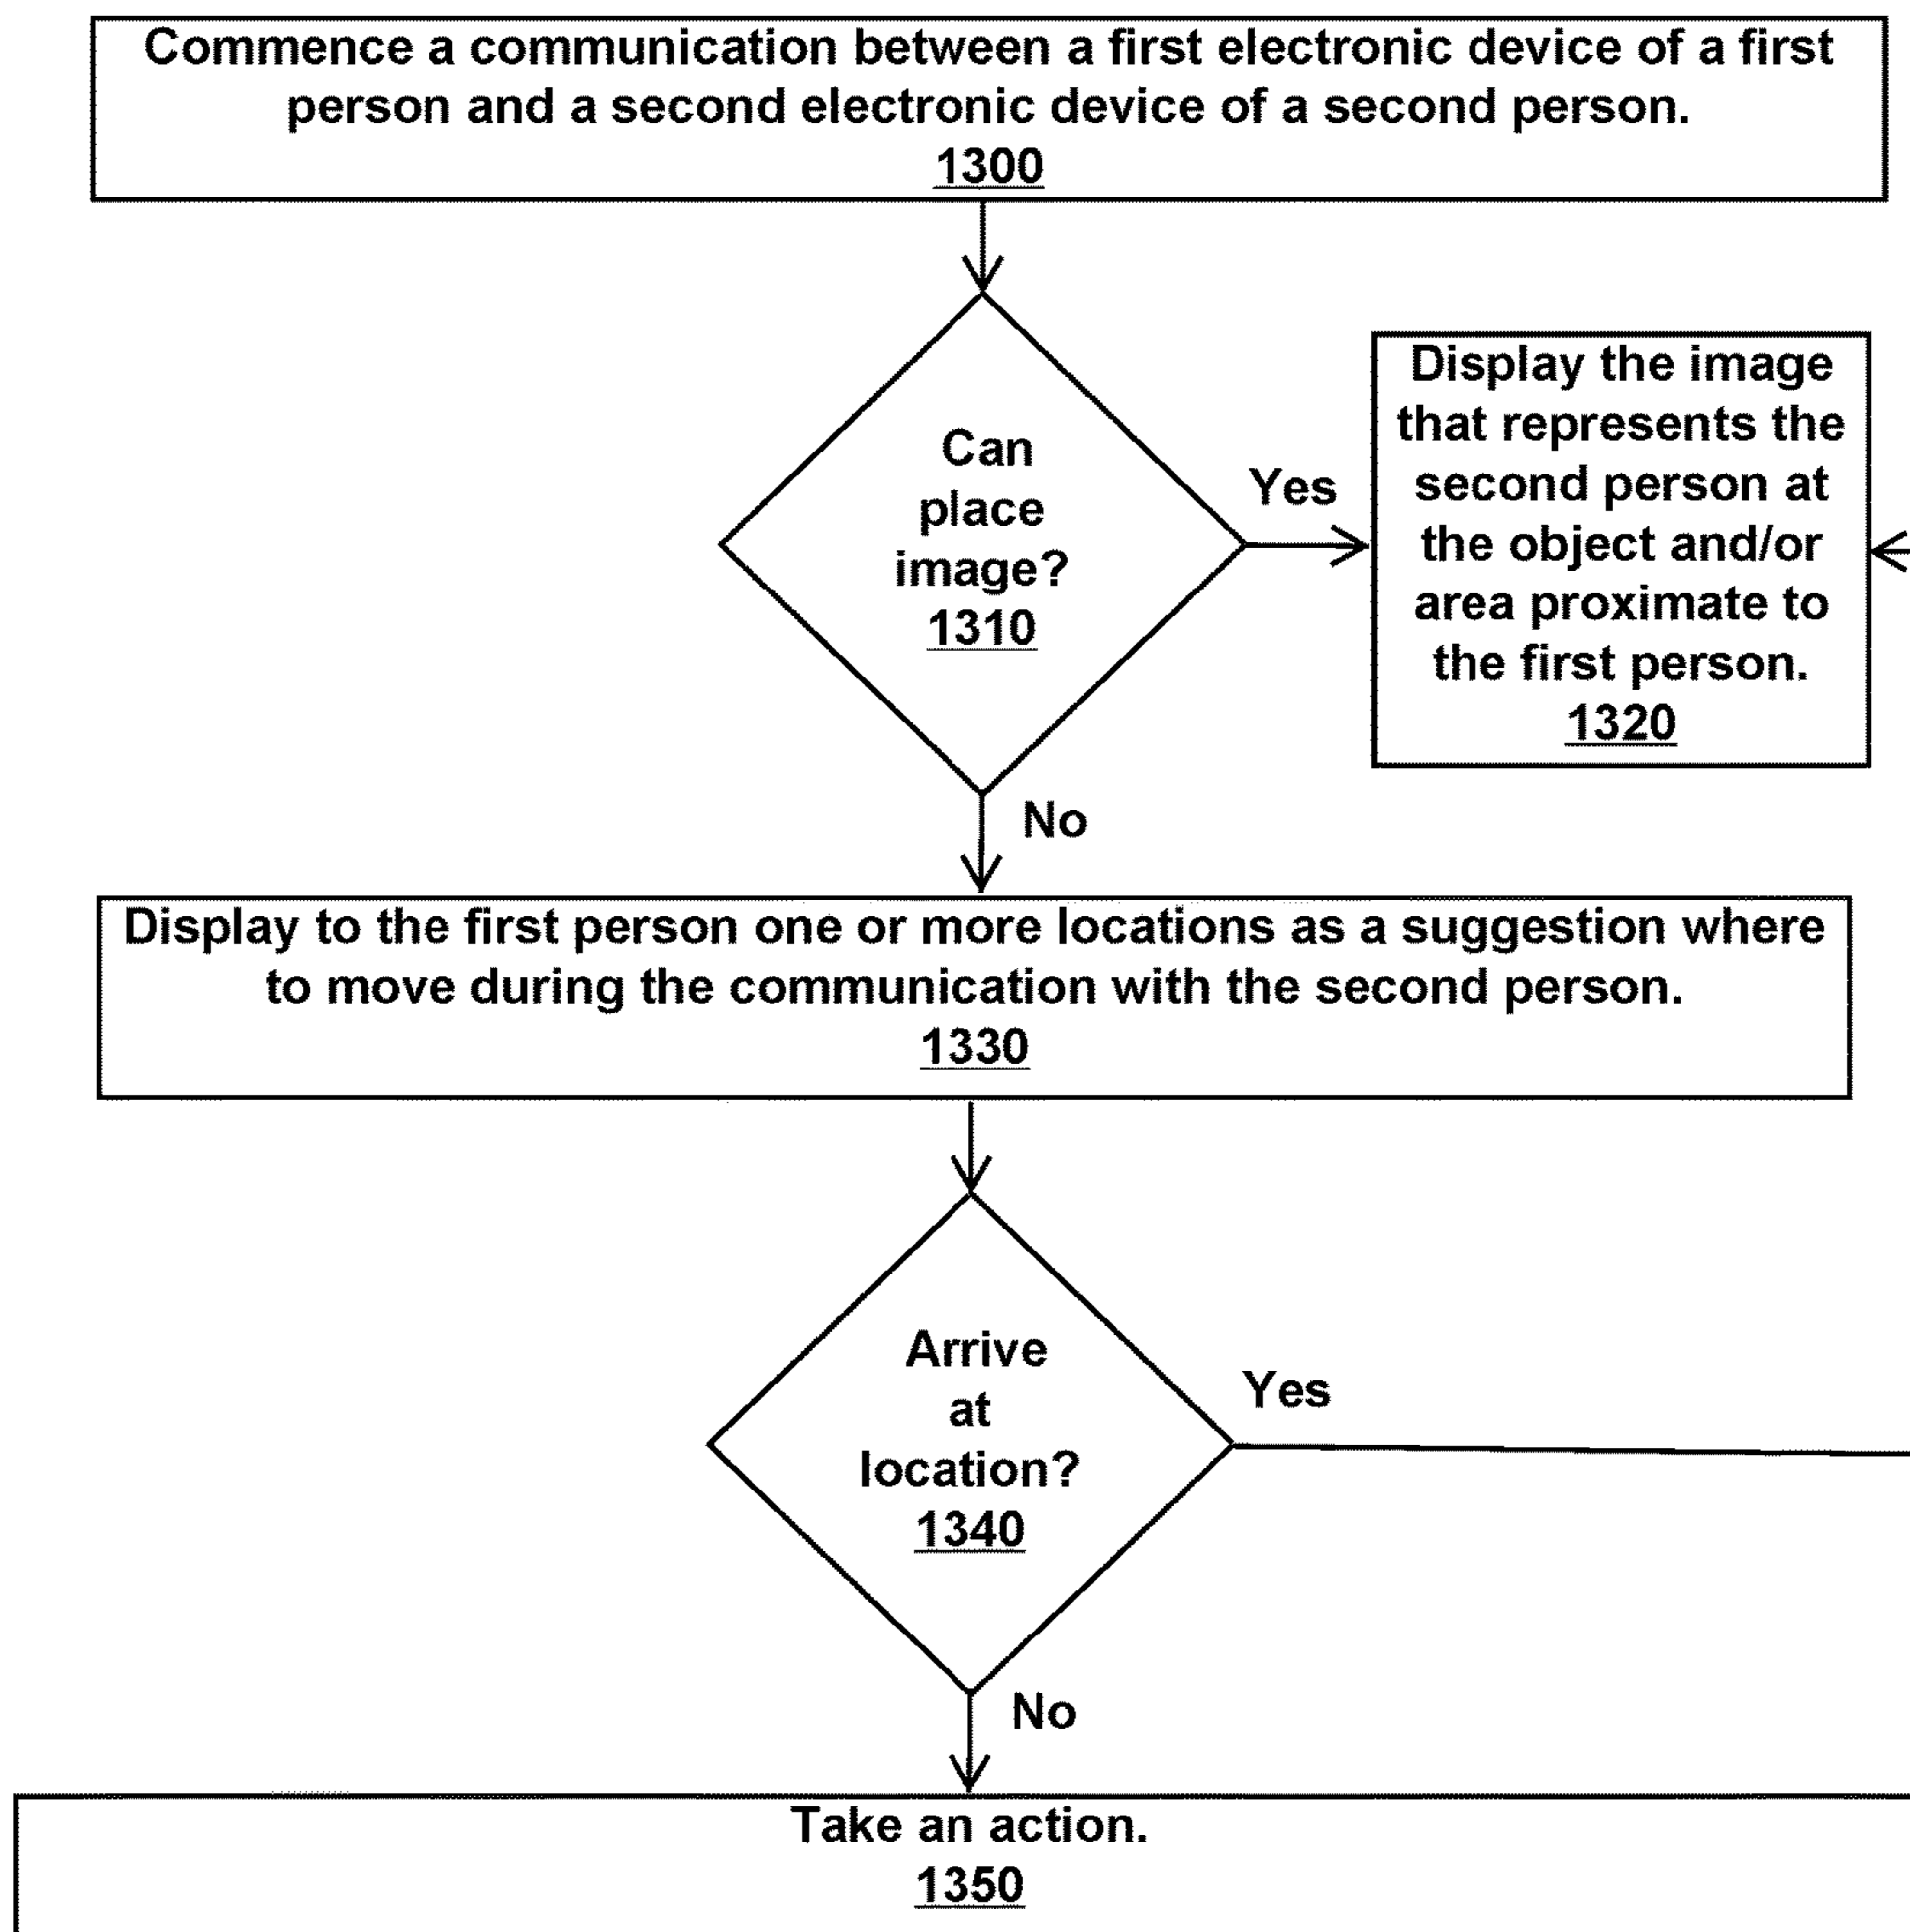 Commence a communication between a first electronic device of a first
person and a second electronic device of a second person.
1300
Can
place
image?
1310
Yes
Display the image
that represents the
second person at
the object and/or
area proximate to
the first person.
1320
No
Display to the first person one or more locations as a suggestion where
to move during the communication with the second person.
1330
Arrive
at
location?
1340
Yes
No
Take an action.
1350